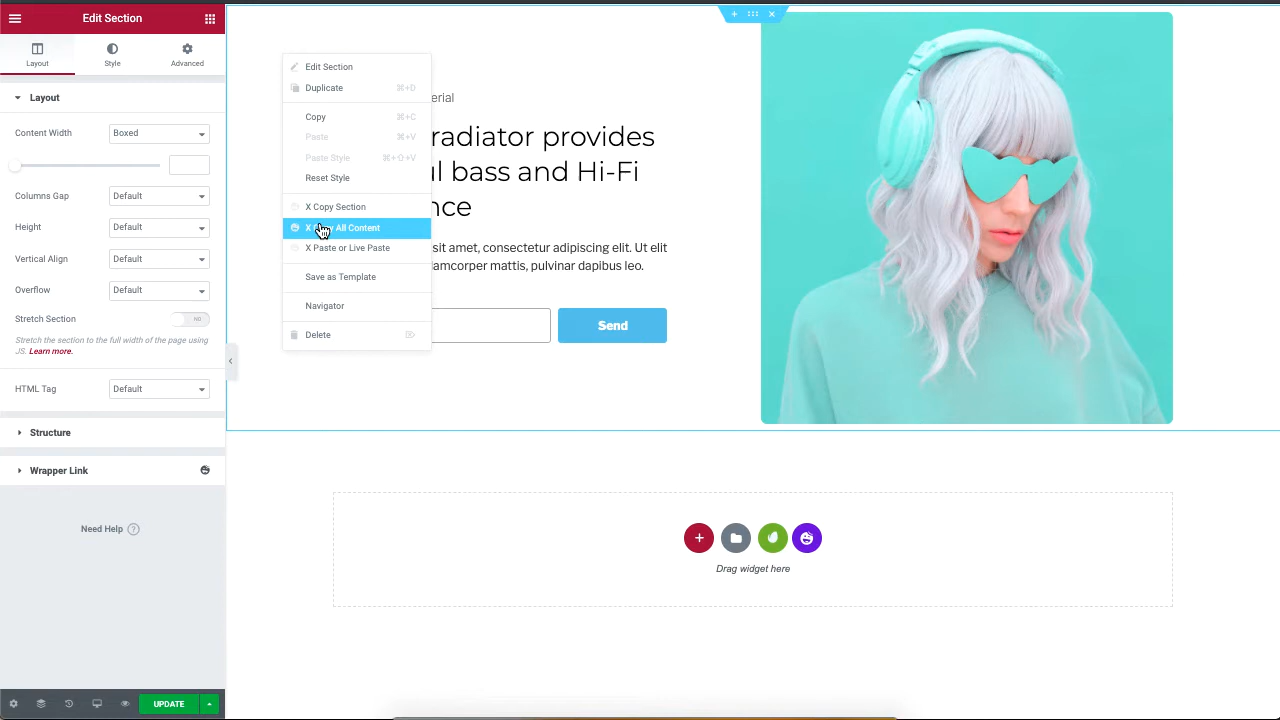 Edit Section
Layout
Style
Advanced
Layout
Content Width
Boxed
Columns Gap
Default
Height
Default
Vertical Align
Default
Overflow
Default
Stretch Section
NO
Stretch the section to the full width of the page using
JS. Learn more.
HTML Tag
Default
Structure
Wrapper Link
Need Help
UPDATE
Edit Section
Duplicate ⌘+D
Copy ⌘+C
Paste ⌘+V
Paste Style ⌘+⇧+V
Reset Style
X Copy Section
X All Content
X Paste or Live Paste
Save as Template
Navigator
Delete
erial
radiator provides
ul bass and Hi-Fi
nce
sit amet, consectetur adipiscing elit. Ut elit
lamcorper mattis, pulvinar dapibus leo.
Send
Drag widget here